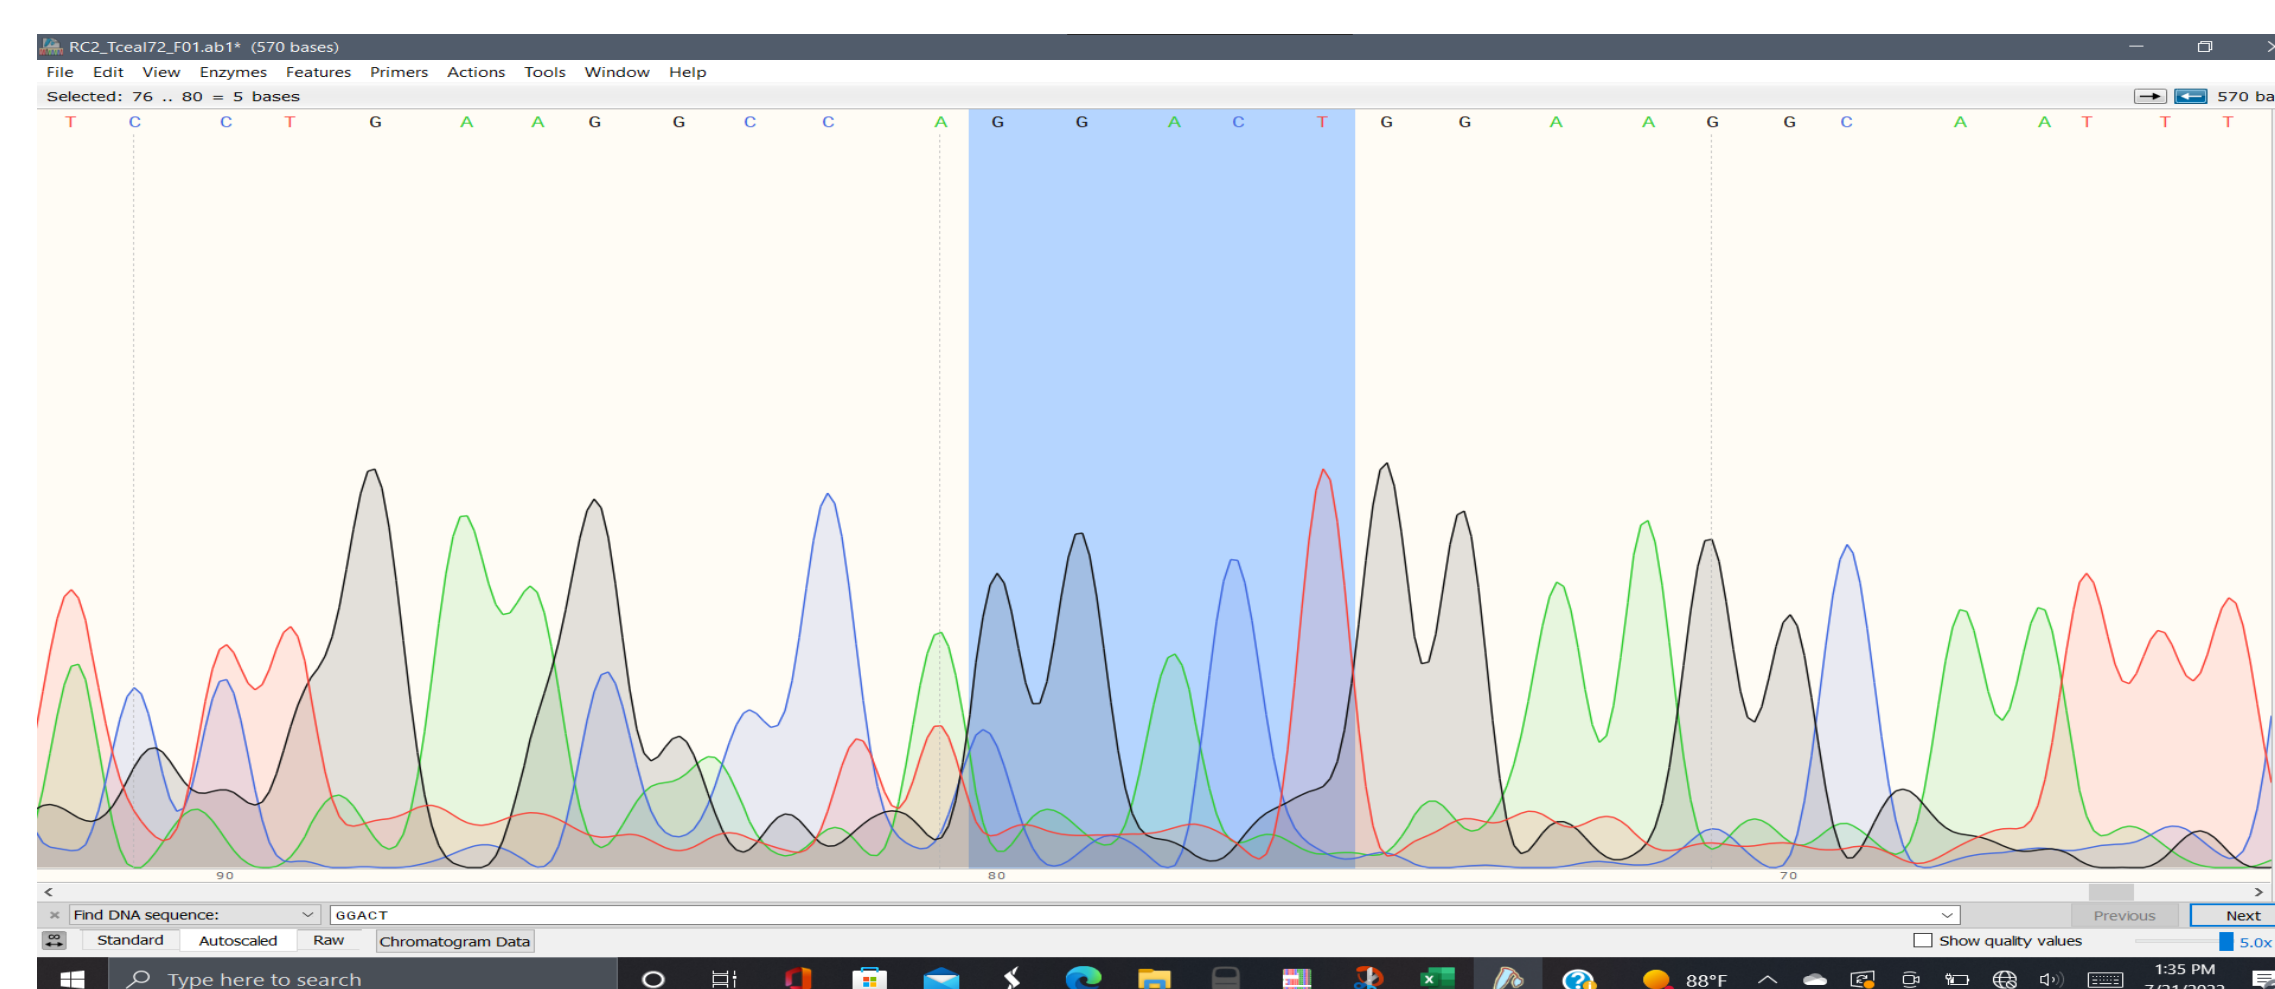 RC2_Tceal72_F01.ab1* (570 bases)
File Edit View Enzymes Features Primers Actions Tools Window Help
Selected: 76 .. 80 = 5 bases 570 ba
T C C T G A A G G C C A G G A C T G G A A G G C A A T T T
90 80 70
Find DNA sequence: GGACT Previous Next
Standard Autoscaled Raw Chromatogram Data Show quality values 5.0x
Type here to search 88°F 1:35 PM